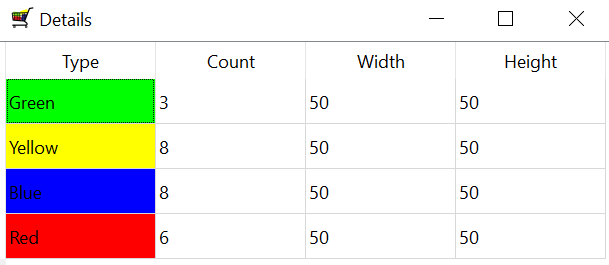 Details
Type Count Width Height
Green 3 50 50
Yellow 8 50 50
Blue 8 50 50
Red 6 50 50